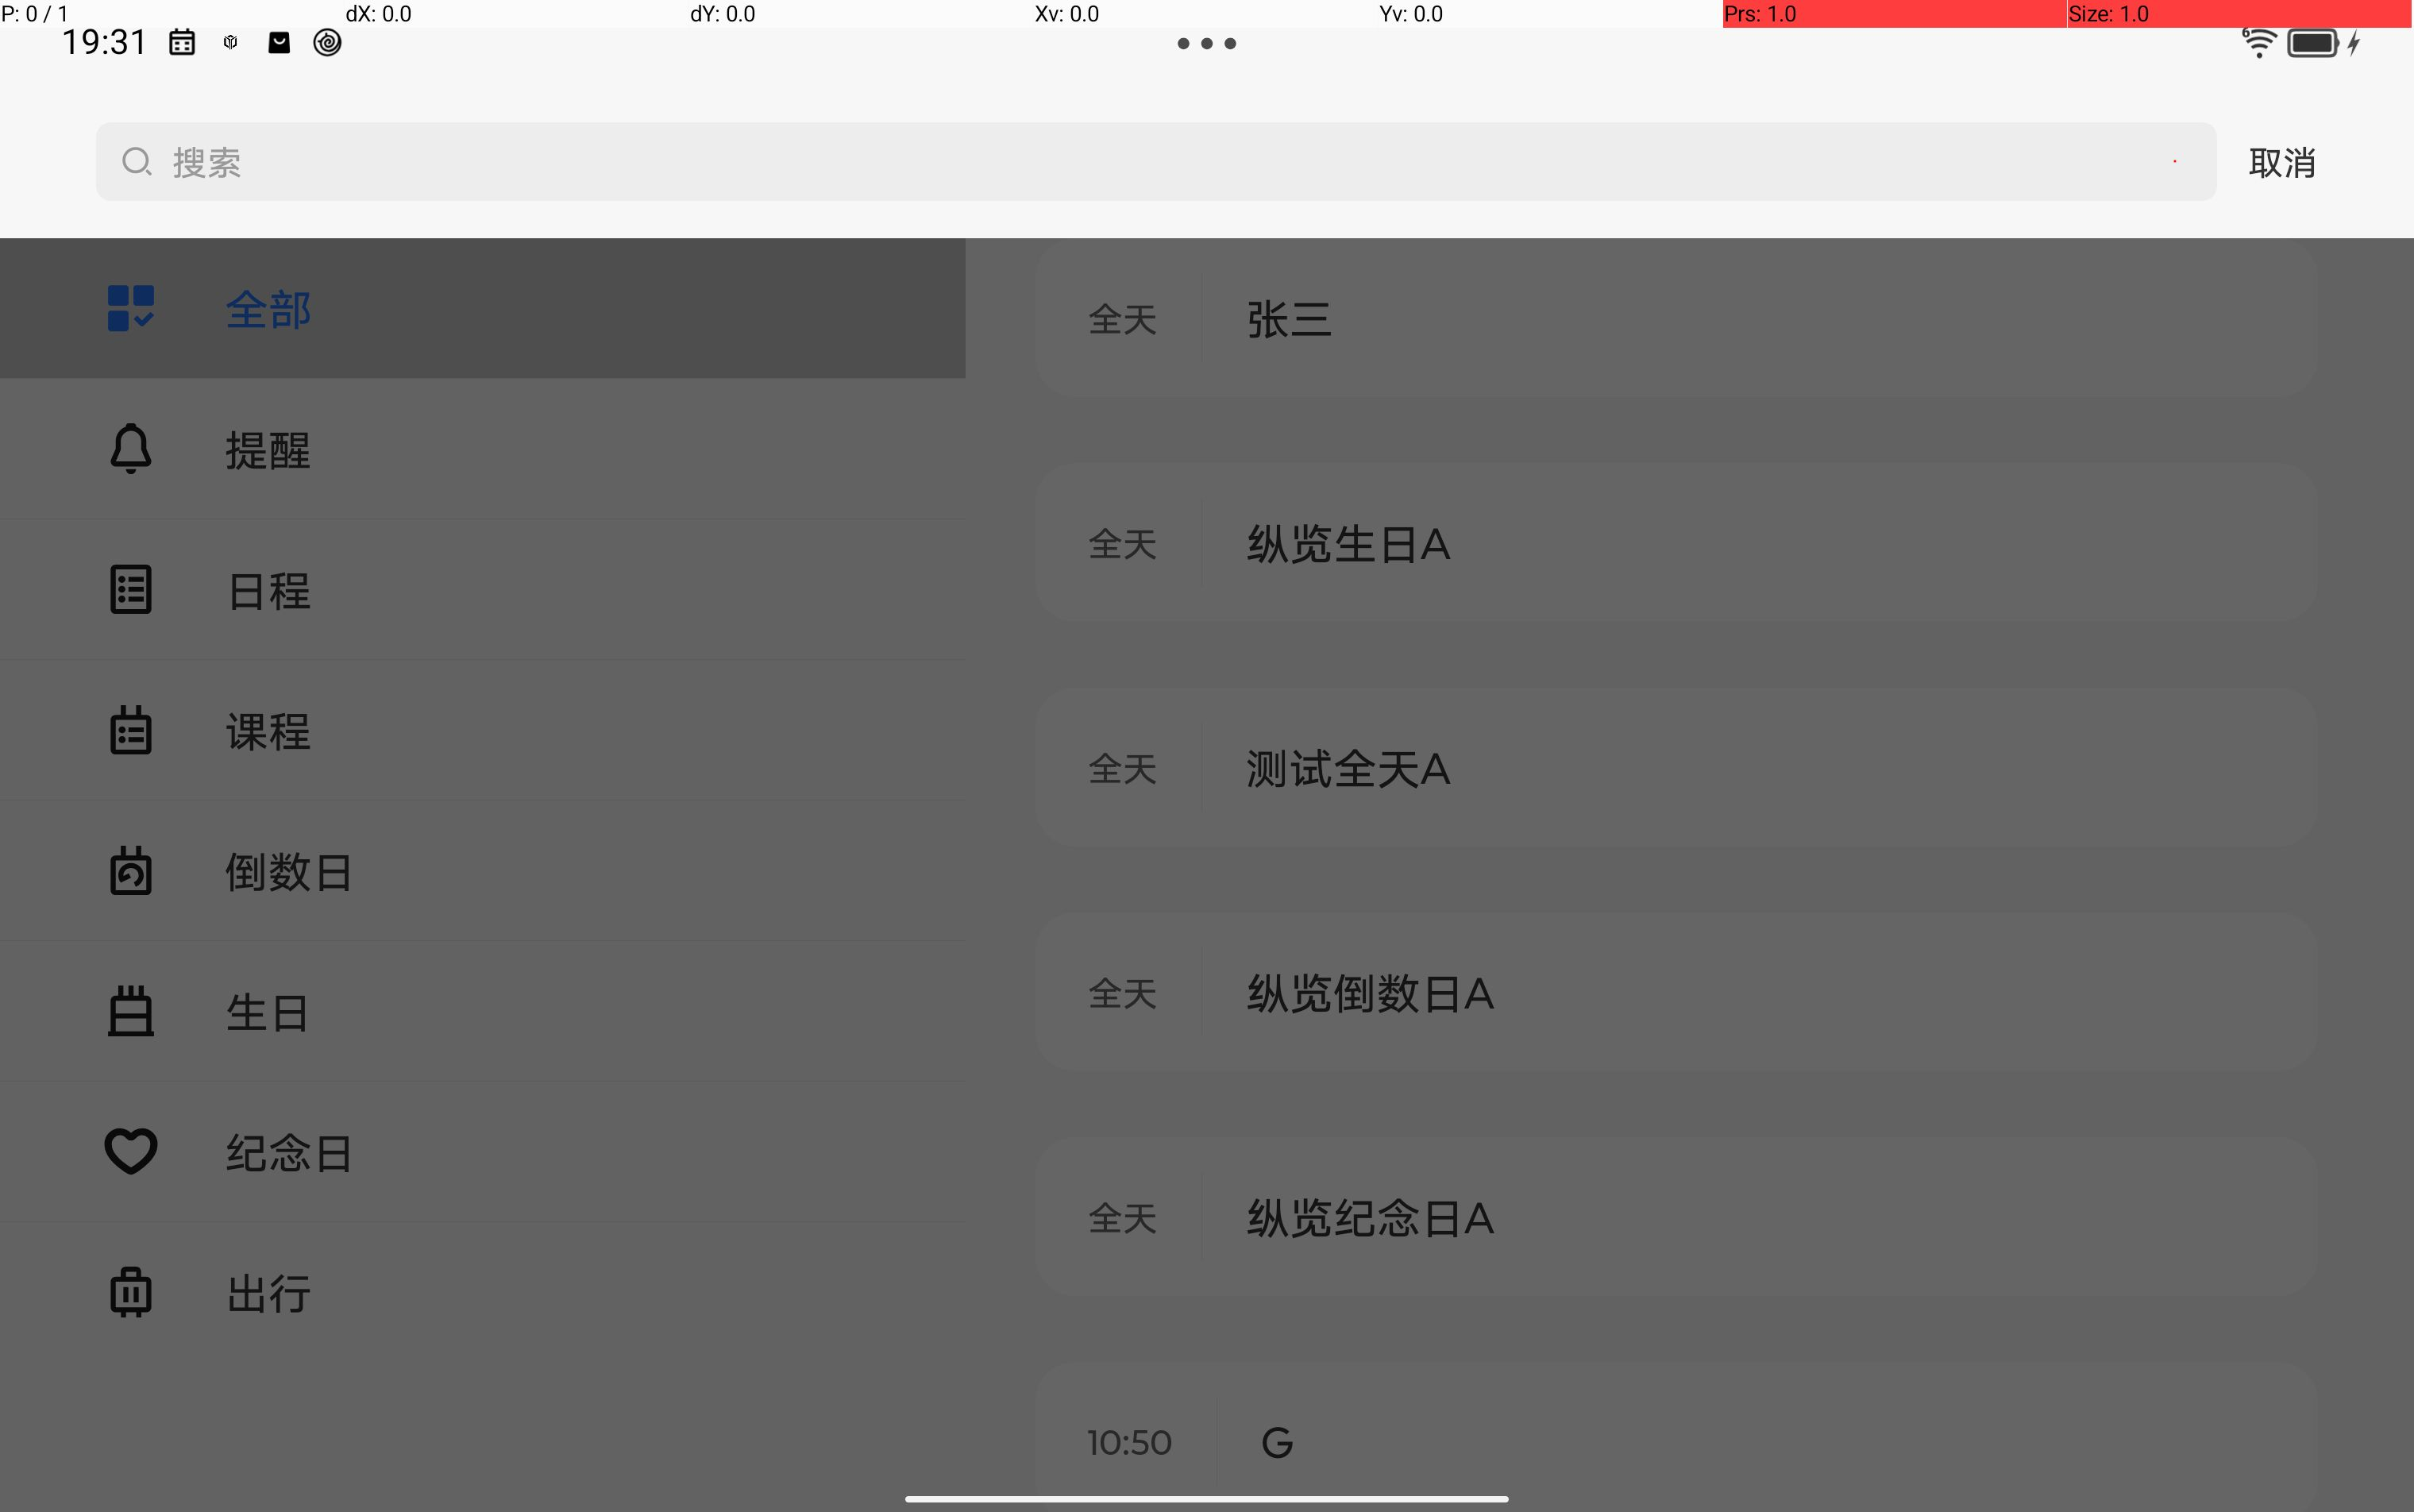 P: 0 / 1 dX: 0.0 dY: 0.0 Xv: 0.0 Yv: 0.0 Prs: 1.0 Size: 1.0
19:31 6
搜索 取消
全部
提醒
日程
课程
倒数日
生日
纪念日
出行
全天 张三
全天 纵览生日A
全天 测试全天A
全天 纵览倒数日A
全天 纵览纪念日A
10:50 G